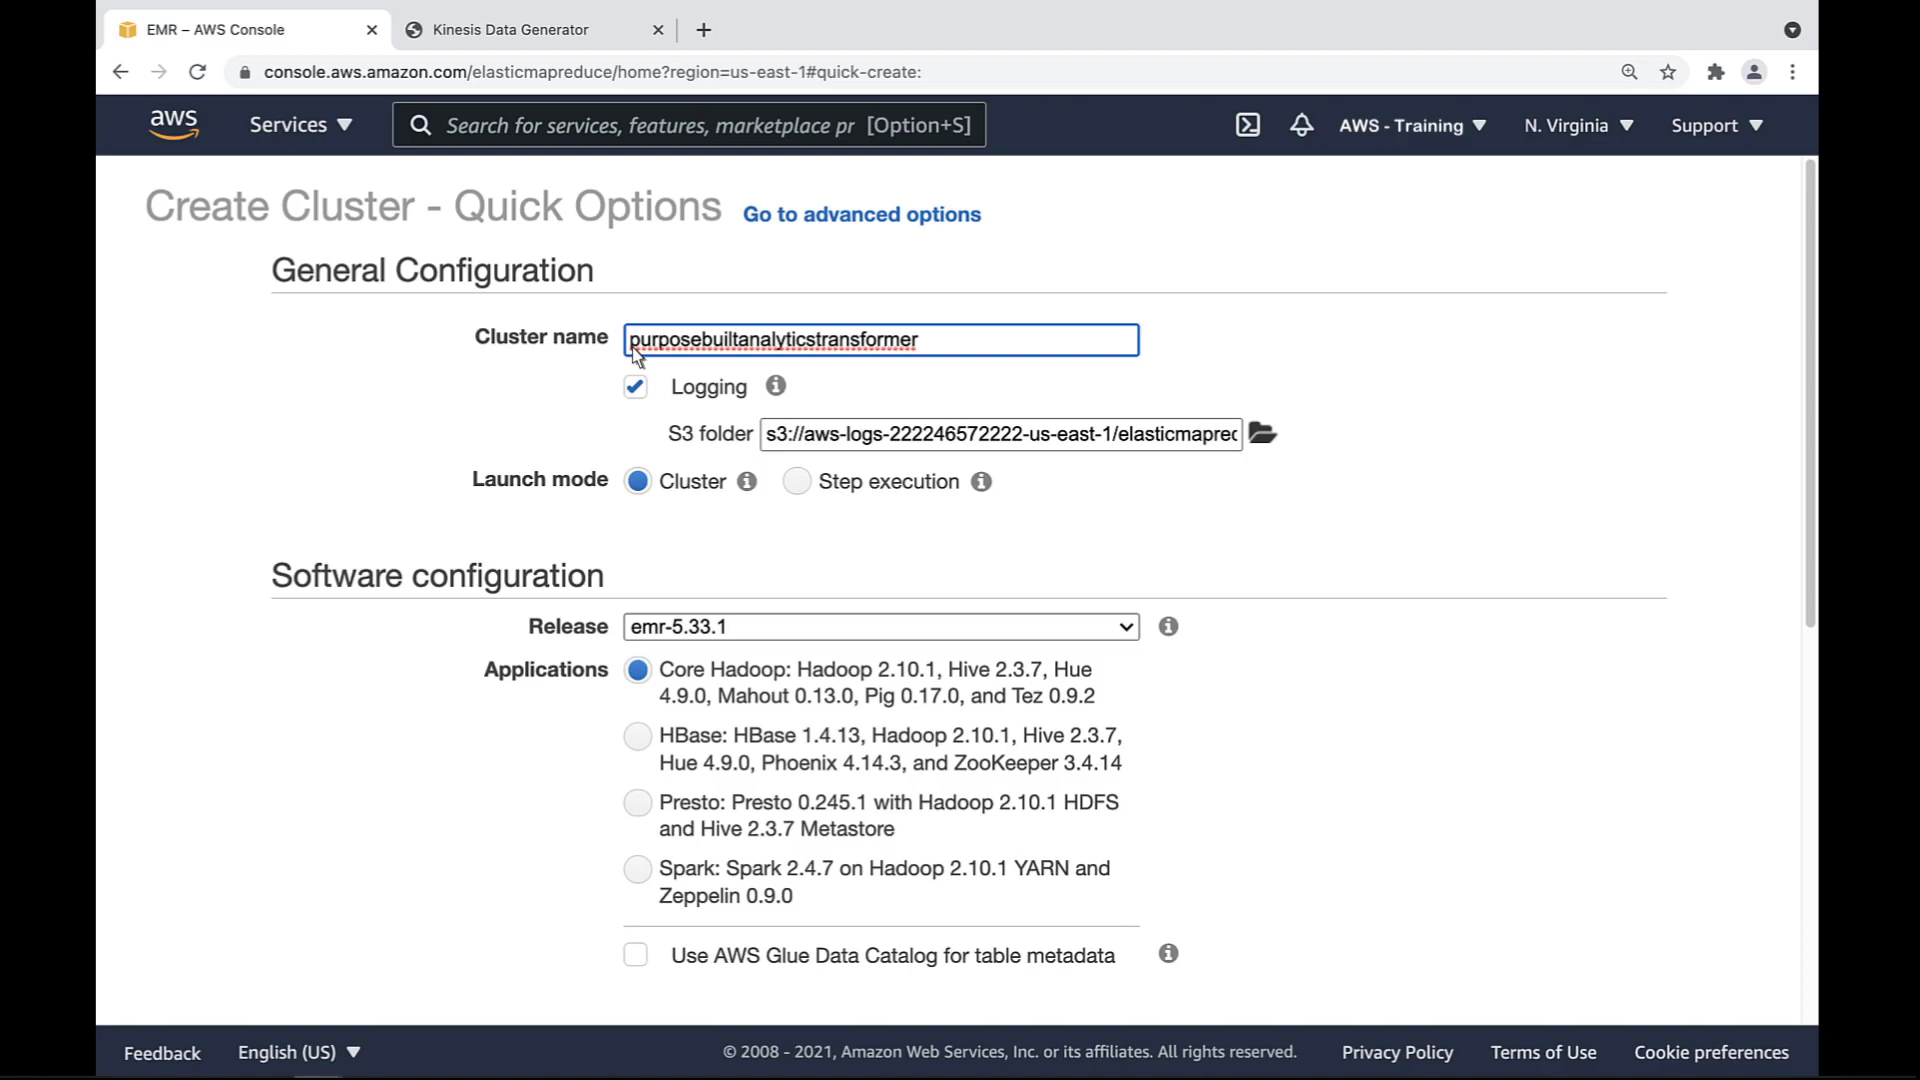 EMR – AWS Console
Kinesis Data Generator
console.aws.amazon.com/elasticmapreduce/home?region=us-east-1#quick-create:
aws
Services
Search for services, features, marketplace pr [Option+S]
AWS - Training
N. Virginia
Support
Create Cluster - Quick Options
Go to advanced options
General Configuration
Cluster name
purposebuiltanalyticstransformer
Logging
S3 folder
s3://aws-logs-222246572222-us-east-1/elasticmapred
Launch mode
Cluster
Step execution
Software configuration
Release
emr-5.33.1
Applications
Core Hadoop: Hadoop 2.10.1, Hive 2.3.7, Hue
4.9.0, Mahout 0.13.0, Pig 0.17.0, and Tez 0.9.2
HBase: HBase 1.4.13, Hadoop 2.10.1, Hive 2.3.7,
Hue 4.9.0, Phoenix 4.14.3, and ZooKeeper 3.4.14
Presto: Presto 0.245.1 with Hadoop 2.10.1 HDFS
and Hive 2.3.7 Metastore
Spark: Spark 2.4.7 on Hadoop 2.10.1 YARN and
Zeppelin 0.9.0
Use AWS Glue Data Catalog for table metadata
Feedback
English (US)
© 2008 - 2021, Amazon Web Services, Inc. or its affiliates. All rights reserved.
Privacy Policy
Terms of Use
Cookie preferences